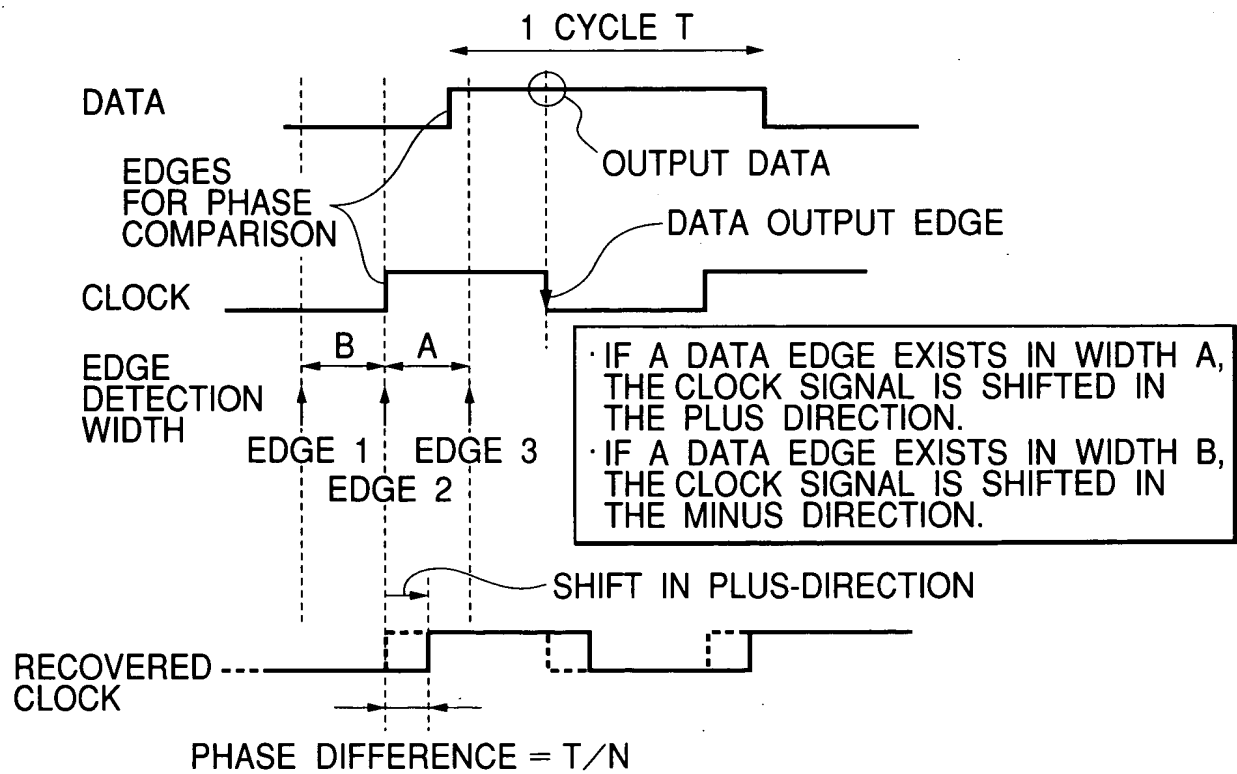 1 CYCLE T
DATA
OUTPUT DATA
EDGES
FOR PHASE
COMPARISON
DATA OUTPUT EDGE
CLOCK
B
A
EDGE
DETECTION
WIDTH
EDGE 1
EDGE 3
EDGE 2
· IF A DATA EDGE EXISTS IN WIDTH A,
THE CLOCK SIGNAL IS SHIFTED IN
THE PLUS DIRECTION.
· IF A DATA EDGE EXISTS IN WIDTH B,
THE CLOCK SIGNAL IS SHIFTED IN
THE MINUS DIRECTION.
SHIFT IN PLUS-DIRECTION
RECOVERED
CLOCK
PHASE DIFFERENCE = T/N